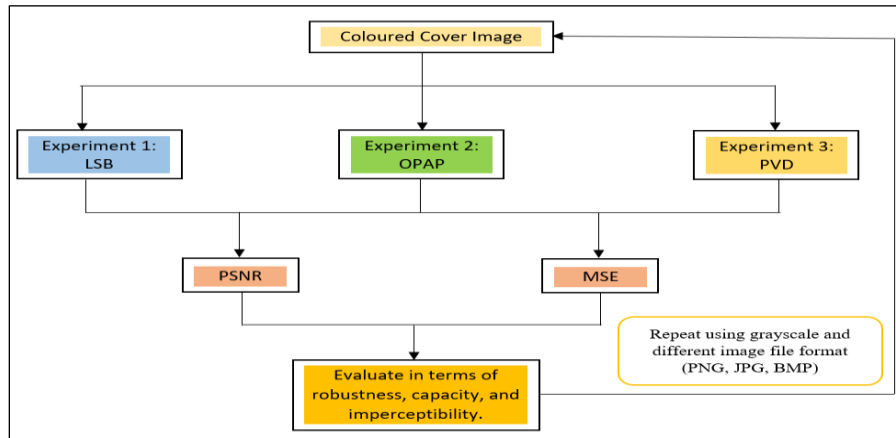 Coloured Cover Image
Experiment 1:
LSB
Experiment 2:
OPAP
Experiment 3:
PVD
PSNR
MSE
Repeat using grayscale and
different image file format
(PNG, JPG, BMP)
Evaluate in terms of
robustness, capacity, and
imperceptibility.